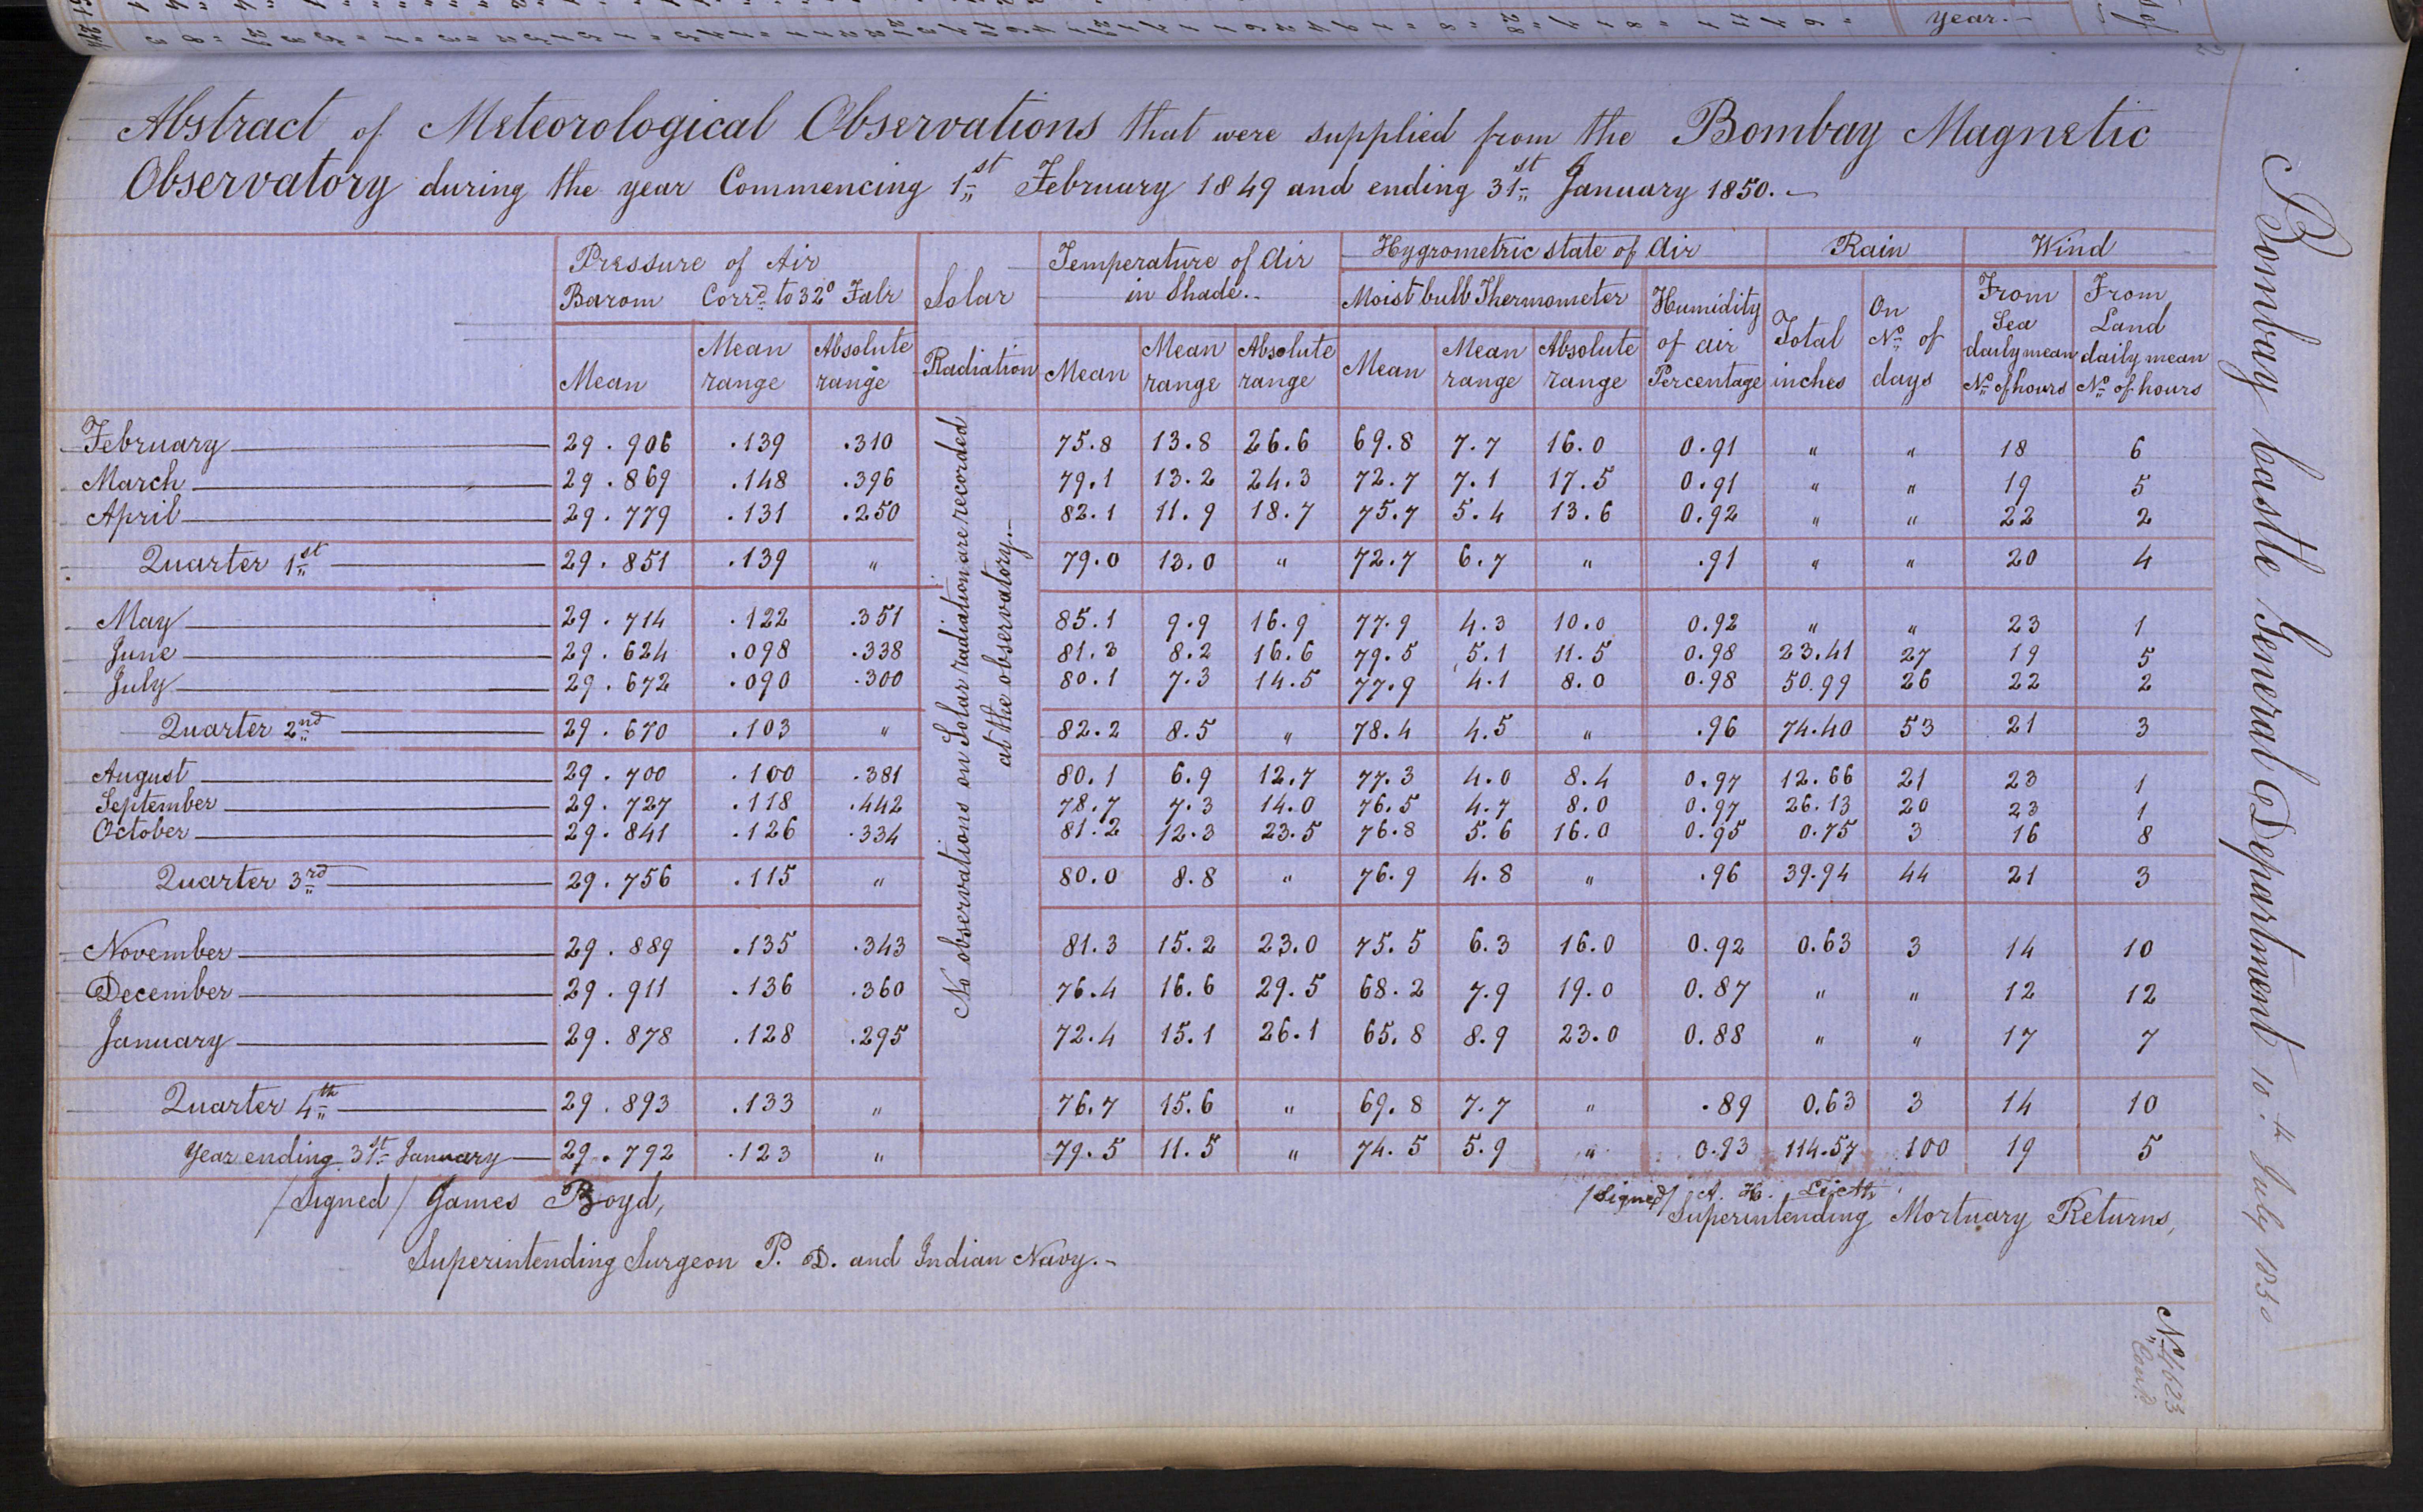 year.-
Abstract of Meteorological Observations that were supplied from the Bombay Magnetic
Observatory during the year Commencing 1st February 1849 and ending 31st January 1850.-
Pressure of Air
Barom Corrd to 32° Fahr
Solar
Radiation
Temperature of Air
in Shade.-
Hygrometric state of Air
Rain
Wind
Moist bulb Thermometer
Humidity of air Percentage
Total inches
On No of days
From Sea daily mean No of hours
From Land daily mean No of hours
Mean Mean range Absolute range Mean Mean range Absolute range Mean Mean range Absolute range
No observations on Solar radiation are recorded
at the observatory.-
February 29.906 .139 .310 75.8 13.8 26.6 69.8 7.7 16.0 0.91 " " 18 6
March 29.869 .148 .396 79.1 13.2 24.3 72.7 7.1 17.5 0.91 " " 19 5
April 29.779 .131 .250 82.1 11.9 18.7 75.7 5.4 13.6 0.92 " " 22 2
Quarter 1st 29.851 .139 " 79.0 13.0 " 72.7 6.7 " .91 " " 20 4
May 29.714 .122 .351 85.1 9.9 16.9 77.9 4.3 10.0 0.92 " " 23 1
June 29.624 .098 .338 81.3 8.2 16.6 79.5 5.1 11.5 0.98 23.41 27 19 5
July 29.672 .090 .300 80.1 7.3 14.5 77.9 4.1 8.0 0.98 50.99 26 22 2
Quarter 2nd 29.670 .103 " 82.2 8.5 " 78.4 4.5 " .96 74.40 53 21 3
August 29.700 .100 .381 80.1 6.9 12.7 77.3 4.0 8.4 0.97 12.66 21 23 1
September 29.727 .118 .442 78.7 7.3 14.0 76.5 4.7 8.0 0.97 26.13 20 23 1
October 29.841 .126 .334 81.2 12.3 23.5 76.8 5.6 16.0 0.95 0.75 3 16 8
Quarter 3rd 29.756 .115 " 80.0 8.8 " 76.9 4.8 " .96 39.94 44 21 3
November 29.889 .135 .343 81.3 15.2 23.0 75.5 6.3 16.0 0.92 0.63 3 14 10
December 29.911 .136 .360 76.4 16.6 29.5 68.2 7.9 19.0 0.87 " " 12 12
January 29.878 .128 .295 72.4 15.1 26.1 65.8 8.9 23.0 0.88 " " 17 7
Quarter 4th 29.893 .133 " 76.7 15.6 " 69.8 7.7 " .89 0.63 3 14 10
Year ending 31st January 29.792 .123 " 79.5 11.5 " 74.5 5.9 " 0.93 114.57 100 19 5
/Signed/ James Boyd,
Superintending Surgeon P. D. and Indian Navy.-
/Signed/ A. H. Leith
Superintending Mortuary Returns,
Bombay Castle General Department 10th July 1850